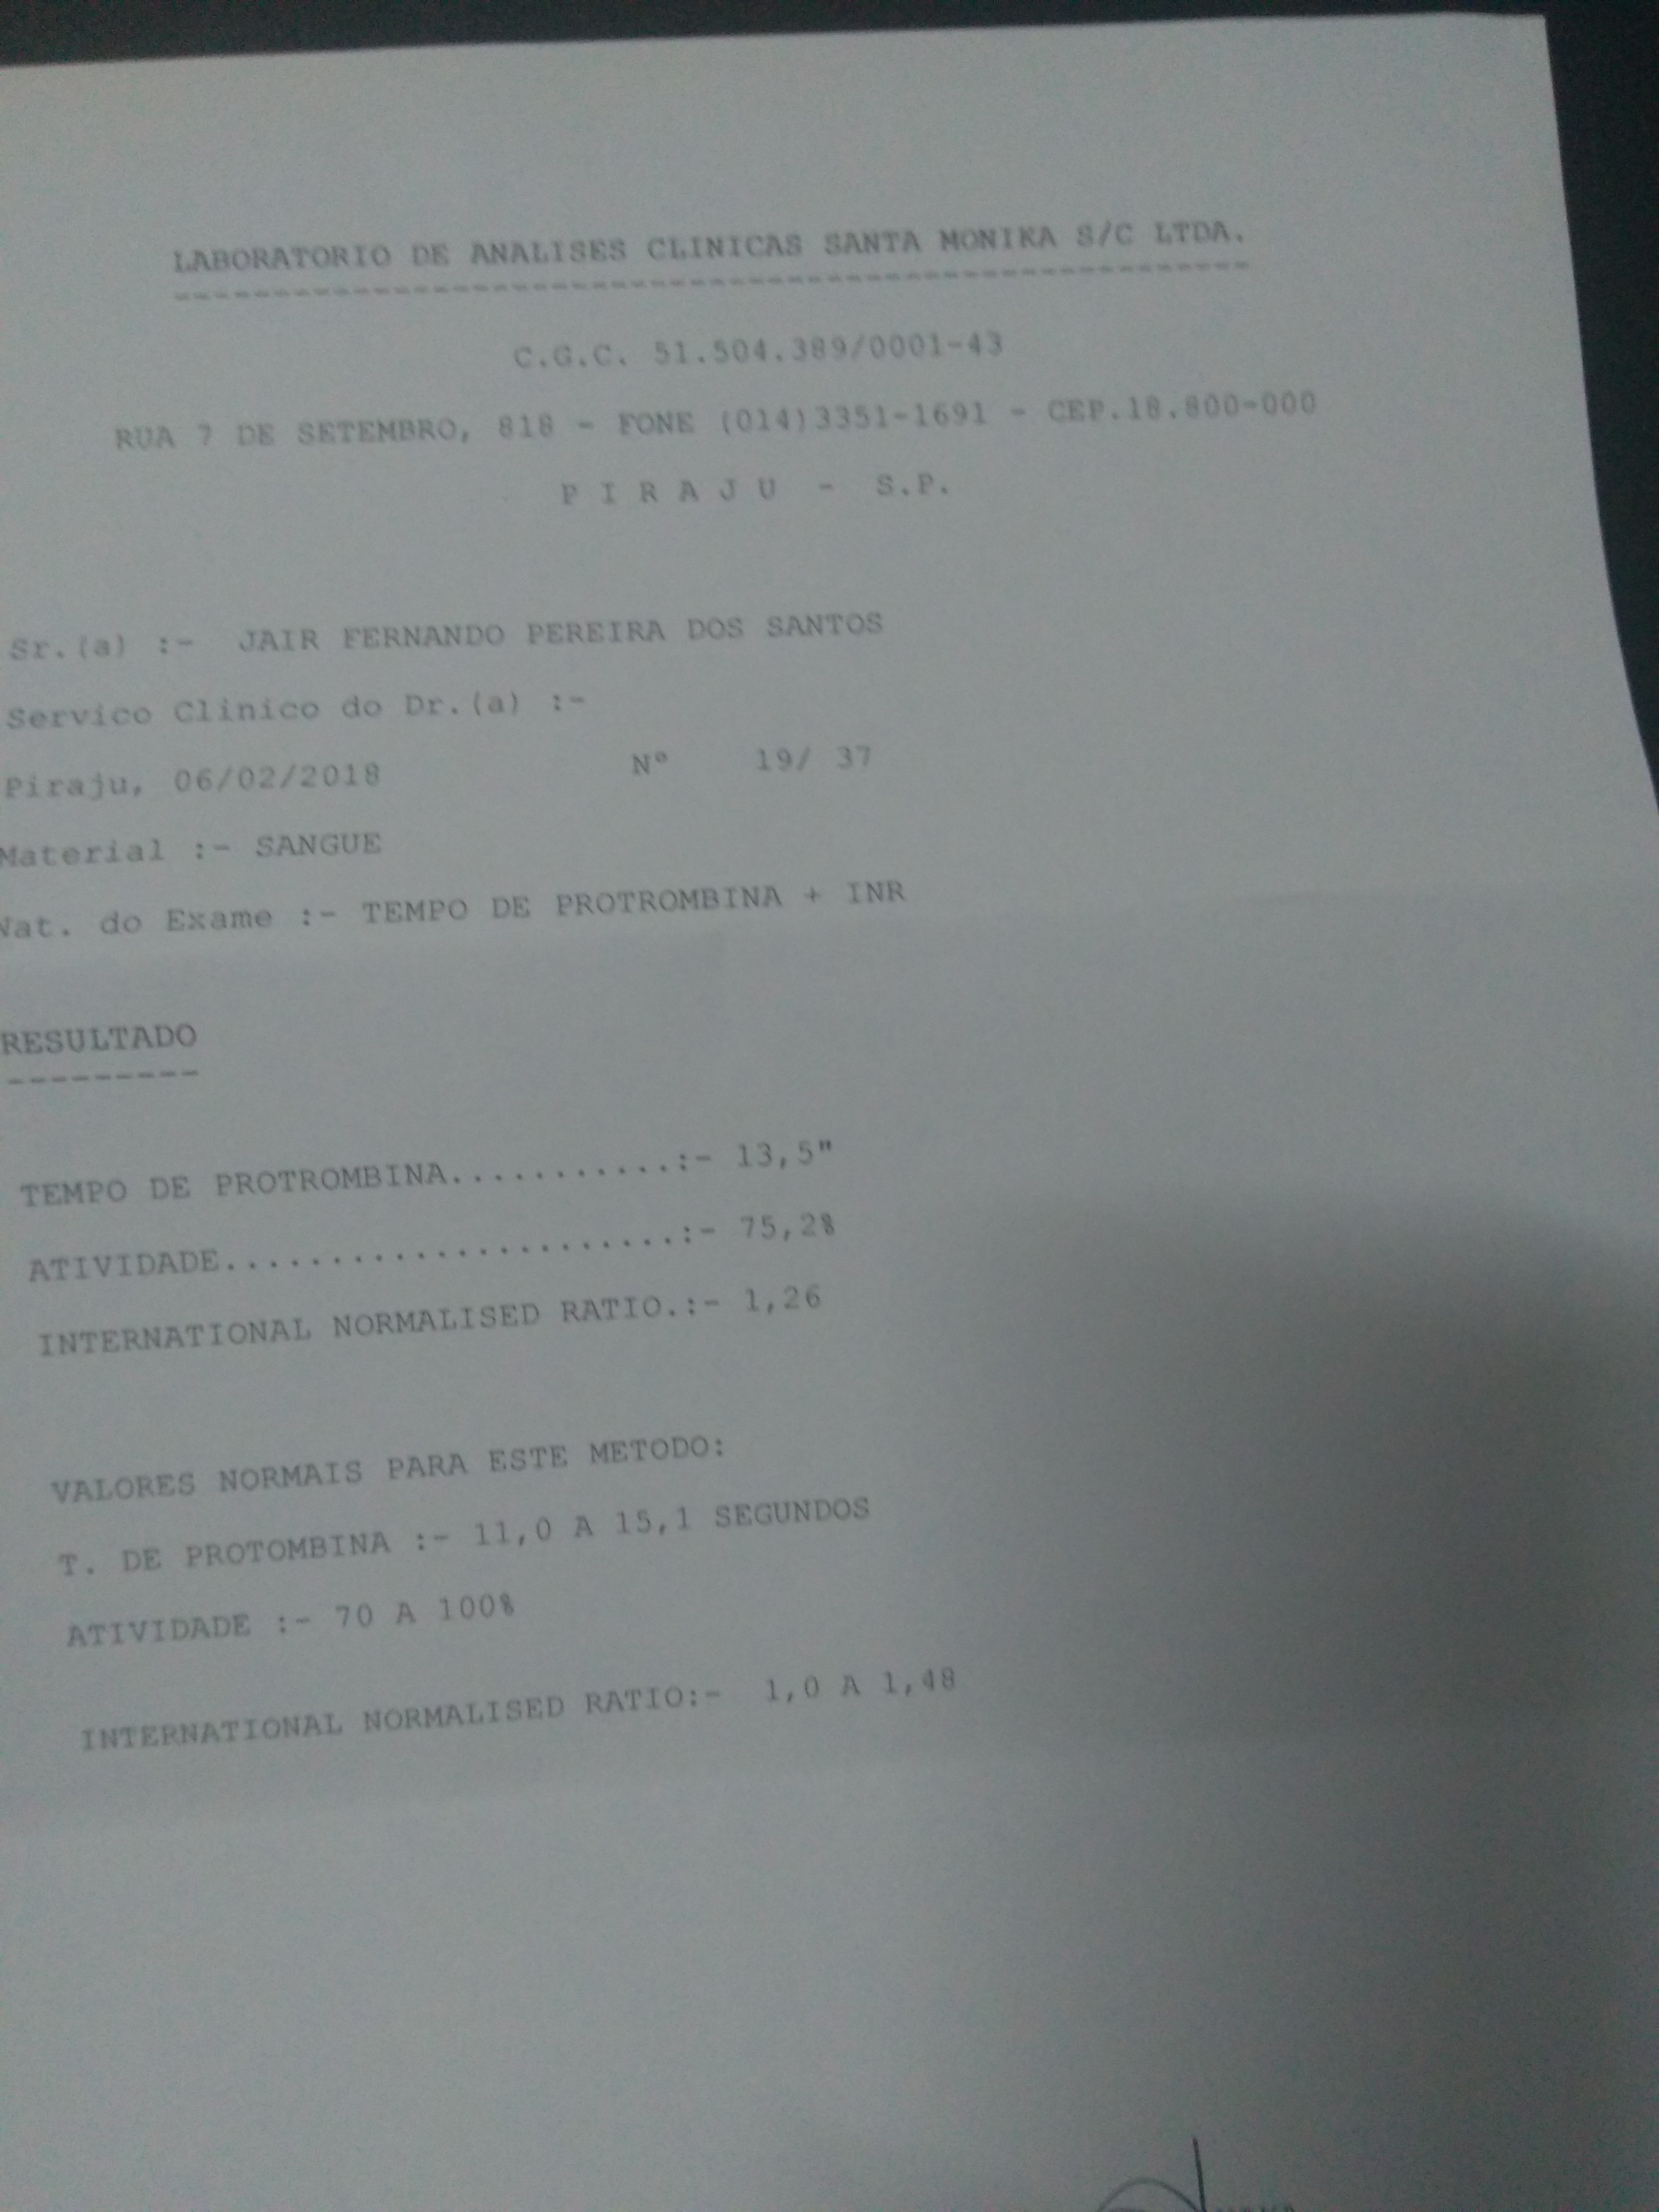 LABORATORIO DE ANALISES CLINICAS SANTA MONIKA S/C LTDA.
C.G.C. 51.504.389/0001-43
RUA 7 DE SETEMBRO, 818 - FONE (014)3351-1691 - CEP.18.800-000
P I R A J U - S.P.
Sr.(a) :- JAIR FERNANDO PEREIRA DOS SANTOS
Servico Clinico do Dr.(a) :-
Piraju, 06/02/2018 Nº 19/ 37
Material :- SANGUE
Nat. do Exame :- TEMPO DE PROTROMBINA + INR
RESULTADO
TEMPO DE PROTROMBINA...........:- 13,5"
ATIVIDADE......................:- 75,2%
INTERNATIONAL NORMALISED RATIO.:- 1,26
VALORES NORMAIS PARA ESTE METODO:
T. DE PROTOMBINA :- 11,0 A 15,1 SEGUNDOS
ATIVIDADE :- 70 A 100%
INTERNATIONAL NORMALISED RATIO:- 1,0 A 1,48